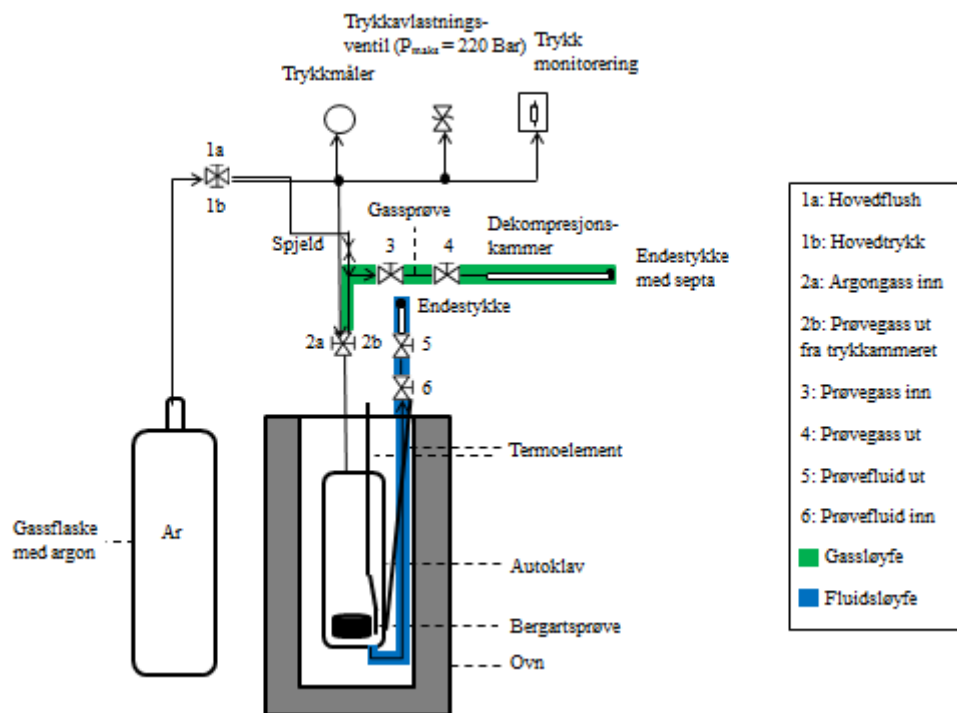 Trykkavlastnings-
ventil (Pmaks = 220 Bar)
Trykk
monitorering
Trykkmåler
1a
1b
Gassprøve
Dekompresjons-
kammer
Spjeld
3
4
Endestykke
med septa
Endestykke
2a
2b
5
6
Termoelement
Gassflaske
med argon
Ar
Autoklav
Bergartsprøve
Ovn
1a: Hovedflush
1b: Hovedtrykk
2a: Argongass inn
2b: Prøvegass ut
fra trykkammeret
3: Prøvegass inn
4: Prøvegass ut
5: Prøvefluid ut
6: Prøvefluid inn
Gassløyfe
Fluidsløyfe